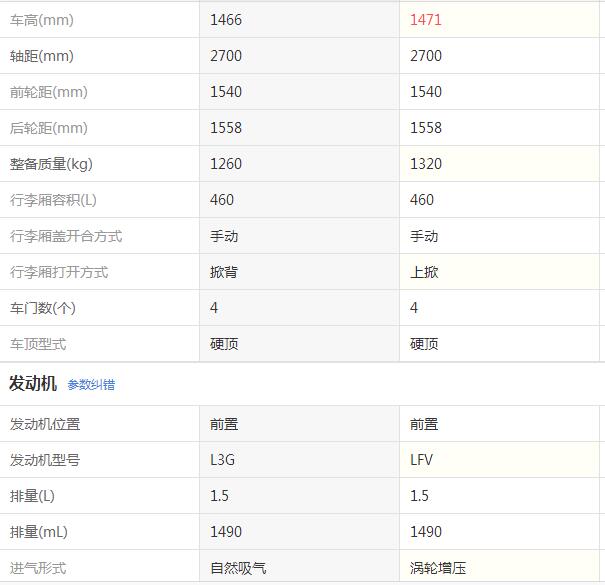 车高(mm) 1466 1471
轴距(mm) 2700 2700
前轮距(mm) 1540 1540
后轮距(mm) 1558 1558
整备质量(kg) 1260 1320
行李厢容积(L) 460 460
行李厢盖开合方式 手动 手动
行李厢打开方式 掀背 上掀
车门数(个) 4 4
车顶型式 硬顶 硬顶
发动机 参数纠错
发动机位置 前置 前置
发动机型号 L3G LFV
排量(L) 1.5 1.5
排量(mL) 1490 1490
进气形式 自然吸气 涡轮增压